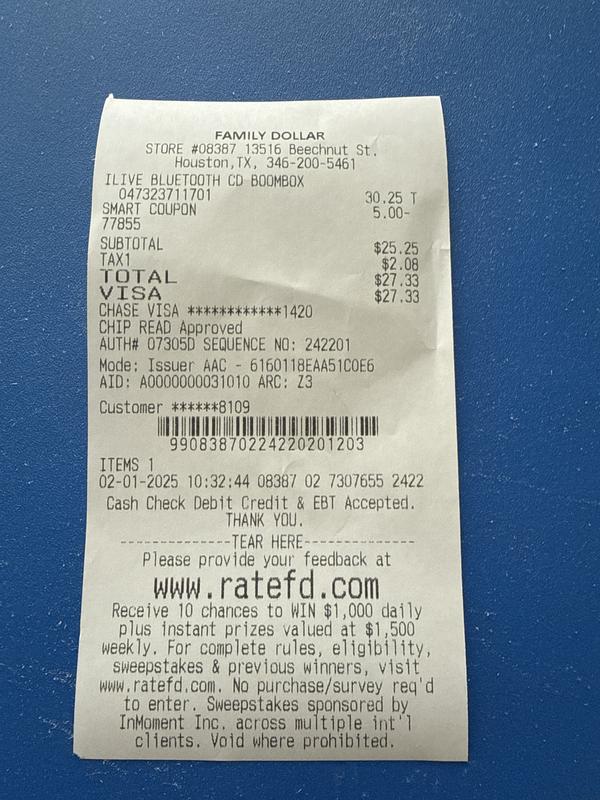 FAMILY DOLLAR
STORE #08387 13516 Beechnut St.
Houston,TX, 346-200-5461
ILIVE BLUETOOTH CD BOOMBOX
047323711701 30.25 T
SMART COUPON 5.00-
77855
SUBTOTAL $25.25
TAX1 $2.08
TOTAL $27.33
VISA $27.33
CHASE VISA ************1420
CHIP READ Approved
AUTH# 07305D SEQUENCE NO: 242201
Mode: Issuer AAC - 6160118EAA51C0E6
AID: A0000000031010 ARC: Z3
Customer ******8109
99083870224220201203
ITEMS 1
02-01-2025 10:32:44 08387 02 7307655 2422
Cash Check Debit Credit & EBT Accepted.
THANK YOU.
--------------TEAR HERE--------------
Please provide your feedback at
www.ratefd.com
Receive 10 chances to WIN $1,000 daily
plus instant prizes valued at $1,500
weekly. For complete rules, eligibility,
sweepstakes & previous winners, visit
www.ratefd.com. No purchase/survey req'd
to enter. Sweepstakes sponsored by
InMoment Inc. across multiple int'l
clients. Void where prohibited.